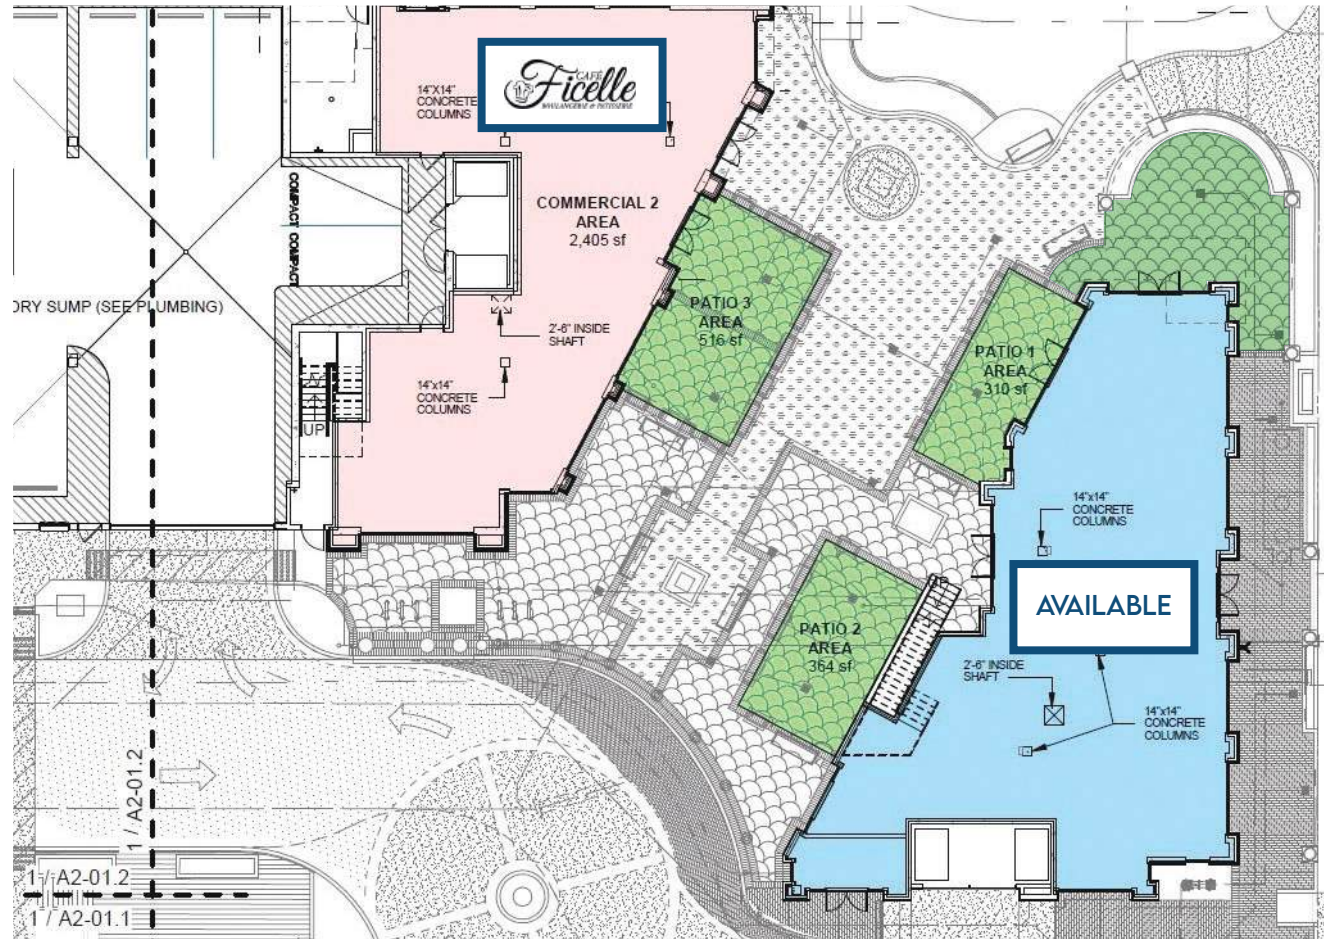 CAFÉ
Ficelle
BOULANGERIE & PATISSERIE
14"X14"
CONCRETE
COLUMNS
COMPACT
COMPACT
COMMERCIAL 2
AREA
2,405 sf
DRY SUMP (SEE PLUMBING)
2'-6" INSIDE
SHAFT
PATIO 3
AREA
516 sf
14"x14"
CONCRETE
COLUMNS
UP
PATIO 1
AREA
310 sf
14"x14"
CONCRETE
COLUMNS
AVAILABLE
PATIO 2
AREA
364 sf
2'-6" INSIDE
SHAFT
14"x14"
CONCRETE
COLUMNS
1 / A2-01.2
1 / A2-01.2
1 / A2-01.1